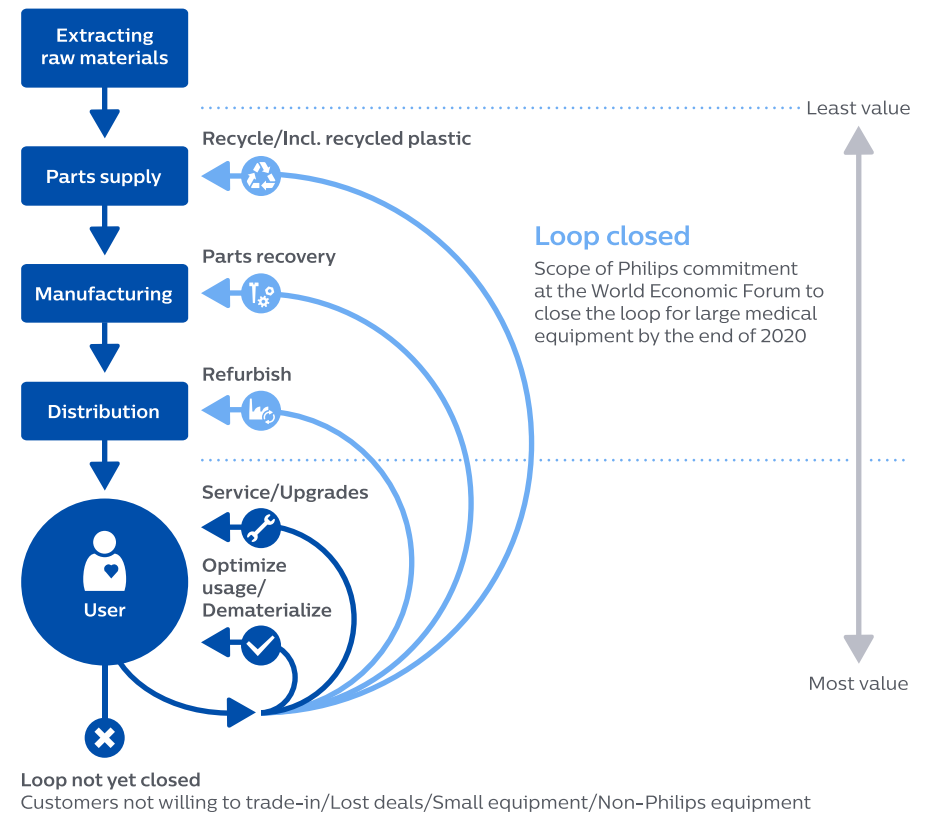 Extracting
raw materials
Least value
Recycle/Incl. recycled plastic
Parts supply
Loop closed
Scope of Philips commitment
at the World Economic Forum to
close the loop for large medical
equipment by the end of 2020
Parts recovery
Manufacturing
Refurbish
Distribution
Service/Upgrades
Optimize
usage/
Dematerialize
User
Most value
Loop not yet closed
Customers not willing to trade-in/Lost deals/Small equipment/Non-Philips equipment